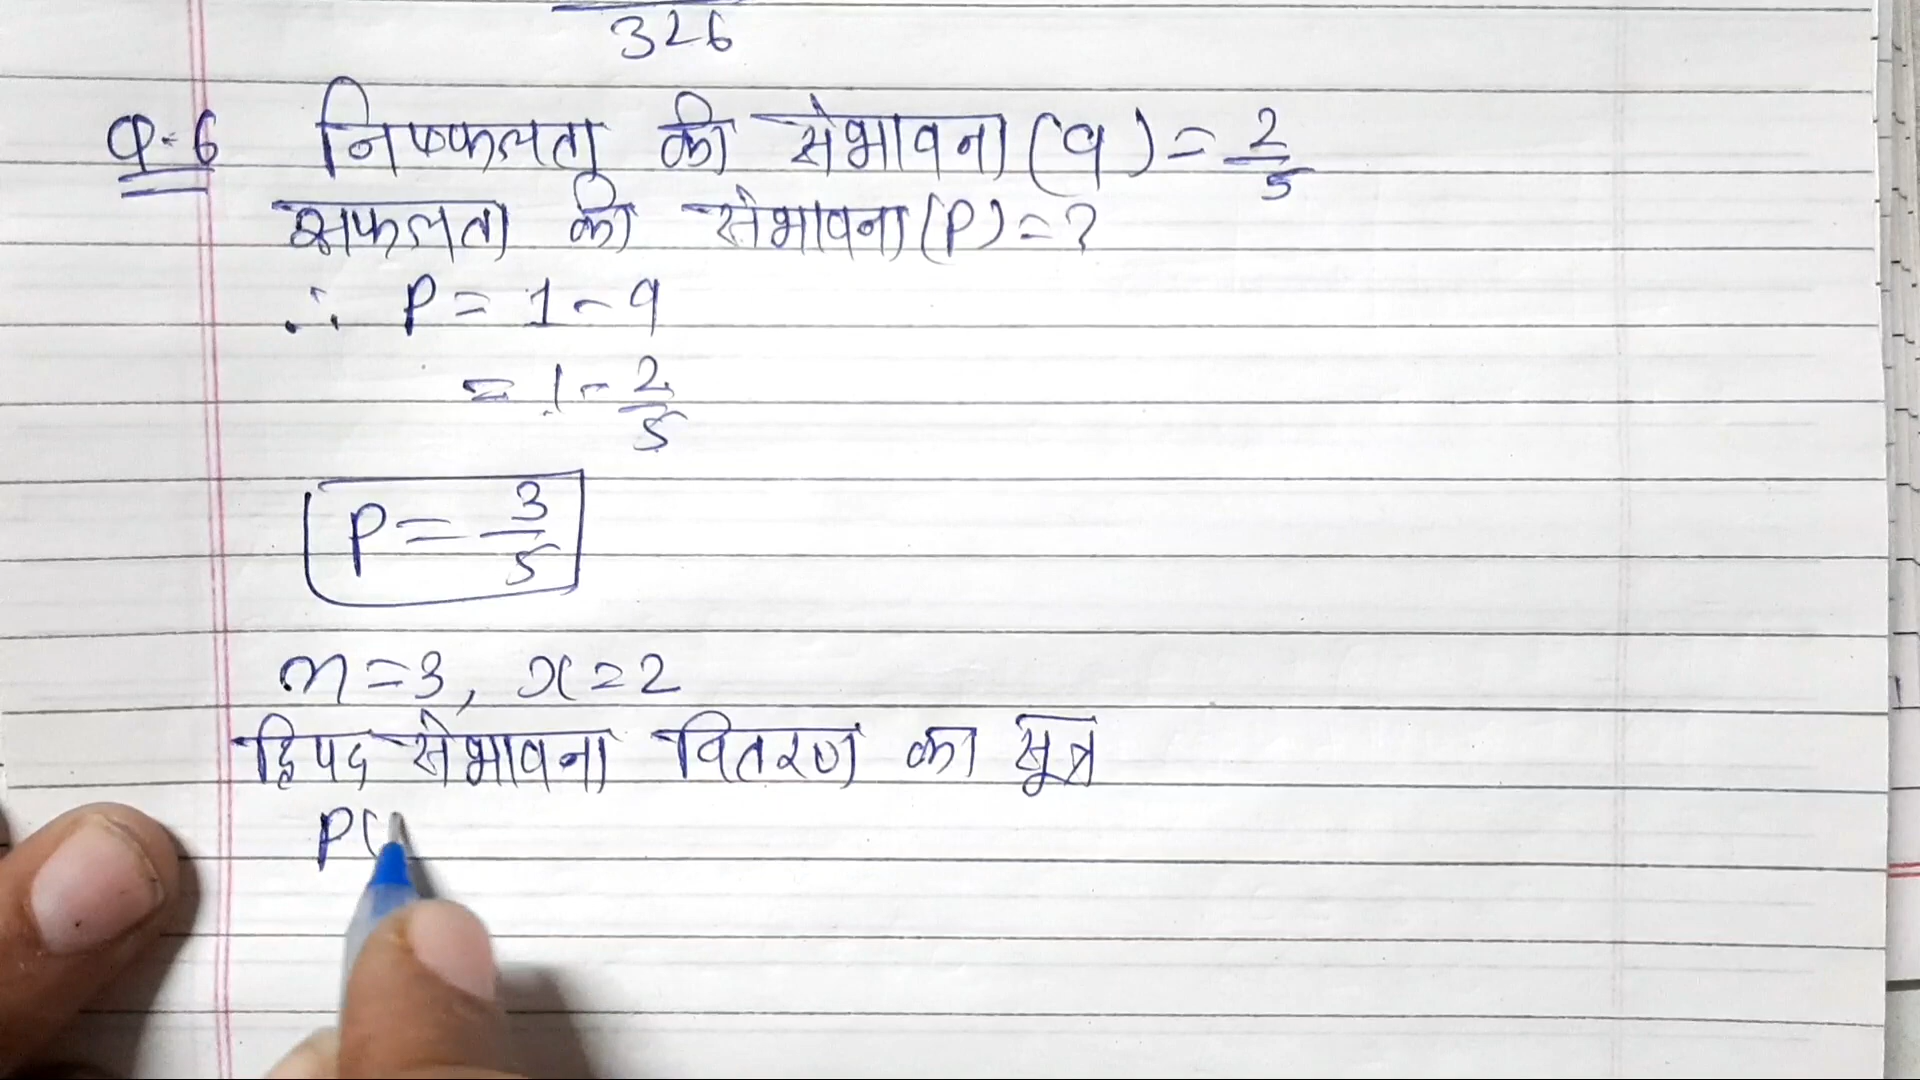 326
Q-6 निष्फलता की संभावना (q) = 2/5
सफलता की संभावना (P) = ?
∴ P = 1 - q
= 1 - 2/5
P = 3/5
n = 3, x = 2
द्विपद संभावना वितरण का सूत्र
P(